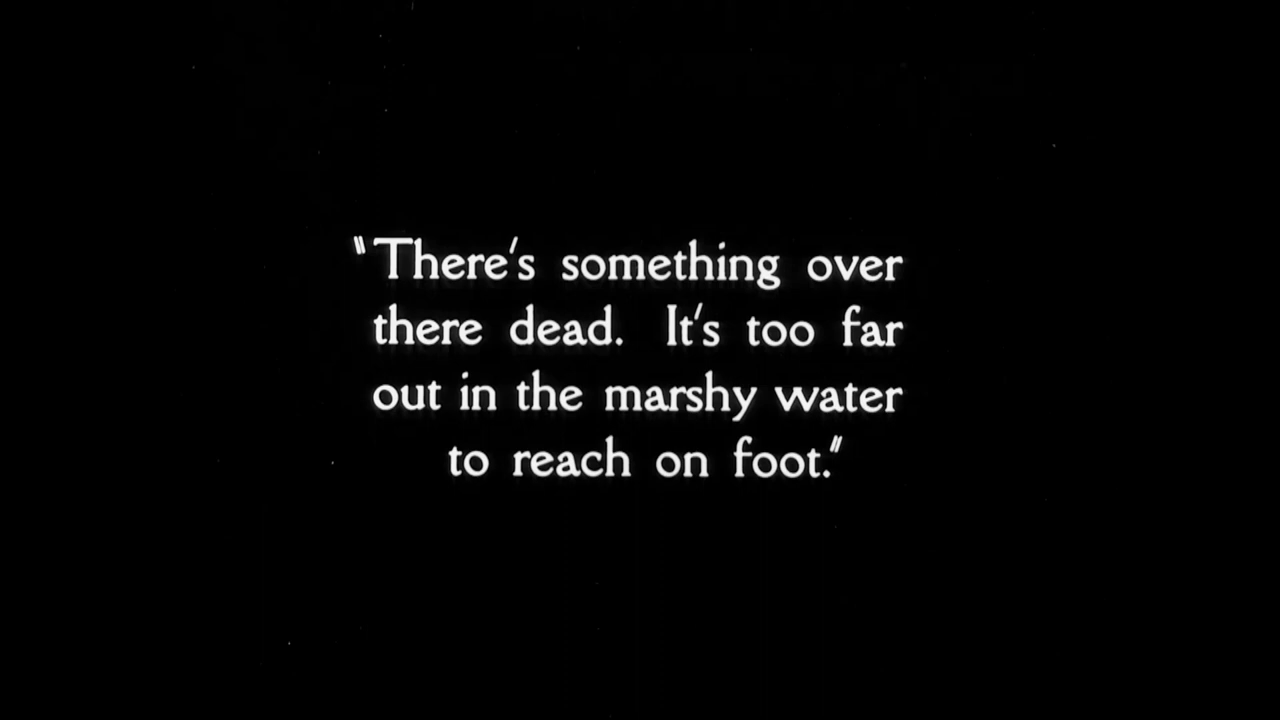 "There's something over
there dead. It's too far
out in the marshy water
to reach on foot."